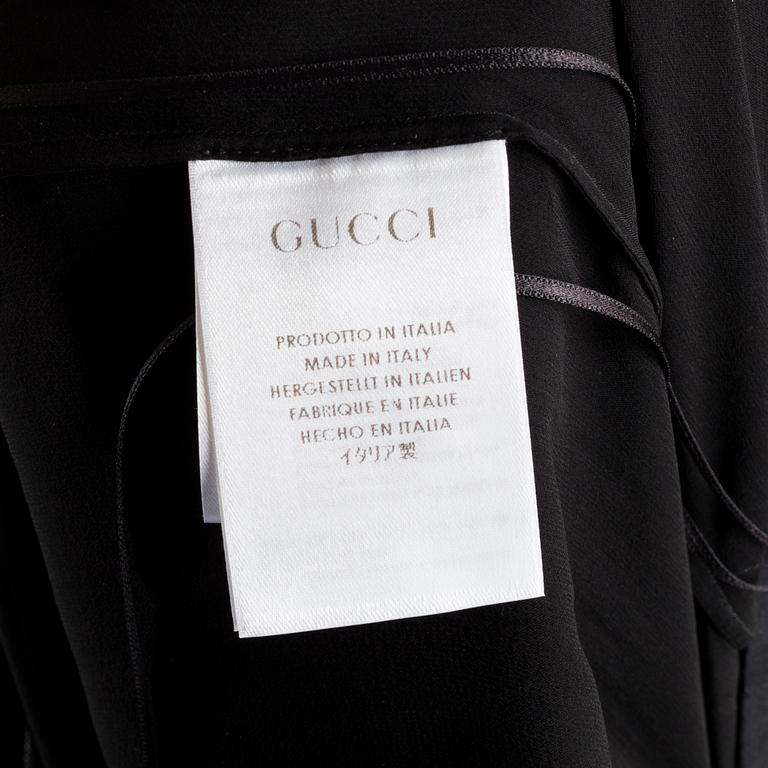 GUCCI
PRODOTTO IN ITALIA
MADE IN ITALY
HERGESTELLT IN ITALIEN
FABRIQUE EN ITALIE
HECHO EN ITALIA
イタリア製